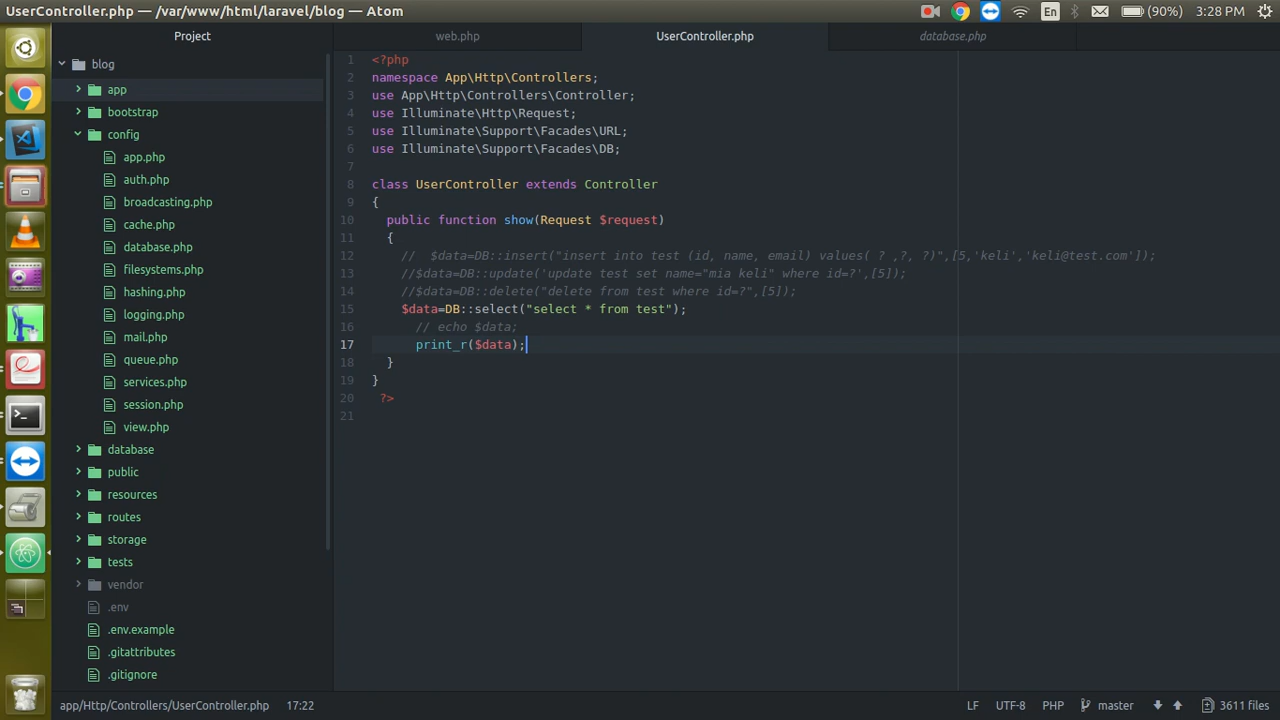 UserController.php — /var/www/html/laravel/blog — Atom
En
(90%)
3:28 PM
Project
web.php
UserController.php
database.php
blog
app
bootstrap
config
app.php
auth.php
broadcasting.php
cache.php
database.php
filesystems.php
hashing.php
logging.php
mail.php
queue.php
services.php
session.php
view.php
database
public
resources
routes
storage
tests
vendor
.env
.env.example
.gitattributes
.gitignore
1 <?php
2 namespace App\Http\Controllers;
3 use App\Http\Controllers\Controller;
4 use Illuminate\Http\Request;
5 use Illuminate\Support\Facades\URL;
6 use Illuminate\Support\Facades\DB;
7
8 class UserController extends Controller
9 {
10 public function show(Request $request)
11 {
12 //  $data=DB::insert("insert into test (id, name, email) values( ? ,?, ?)",[5,'keli','keli@test.com']);
13 //$data=DB::update('update test set name="mia keli" where id=?',[5]);
14 //$data=DB::delete("delete from test where id=?",[5]);
15 $data=DB::select("select * from test");
16 // echo $data;
17 print_r($data);
18 }
19 }
20 ?>
21
app/Http/Controllers/UserController.php 17:22
LF UTF-8 PHP master 3611 files